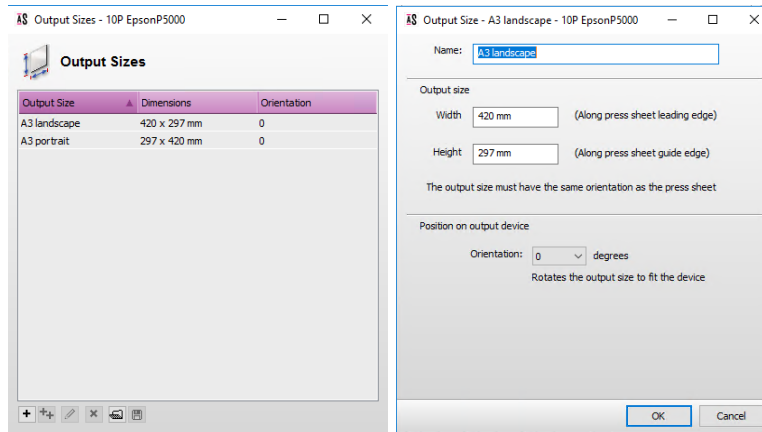 AS Output Sizes - 10P EpsonP5000
Output Sizes
Output Size Dimensions Orientation
A3 landscape 420 x 297 mm 0
A3 portrait 297 x 420 mm 0
AS Output Size - A3 landscape - 10P EpsonP5000
Name: A3 landscape
Output size
Width 420 mm (Along press sheet leading edge)
Height 297 mm (Along press sheet guide edge)
The output size must have the same orientation as the press sheet
Position on output device
Orientation: 0 degrees
Rotates the output size to fit the device
OK Cancel